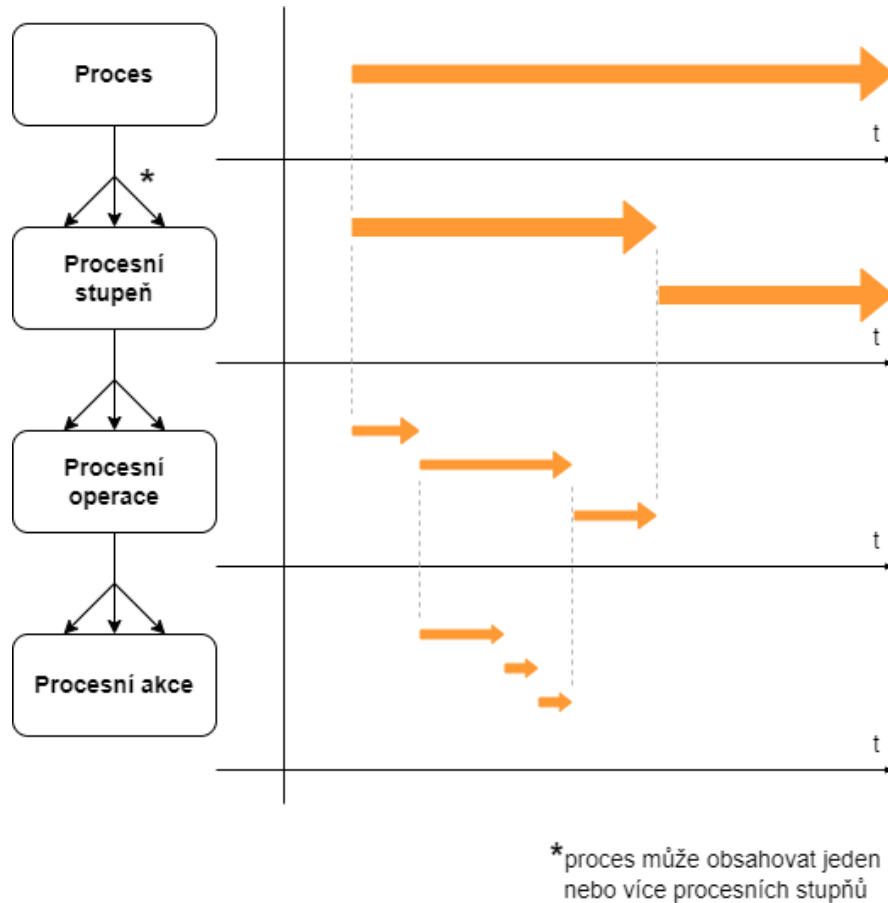 Proces
t
*
Procesní
stupeň
t
Procesní
operace
t
Procesní akce
t
*proces může obsahovat jeden
nebo více procesních stupňů